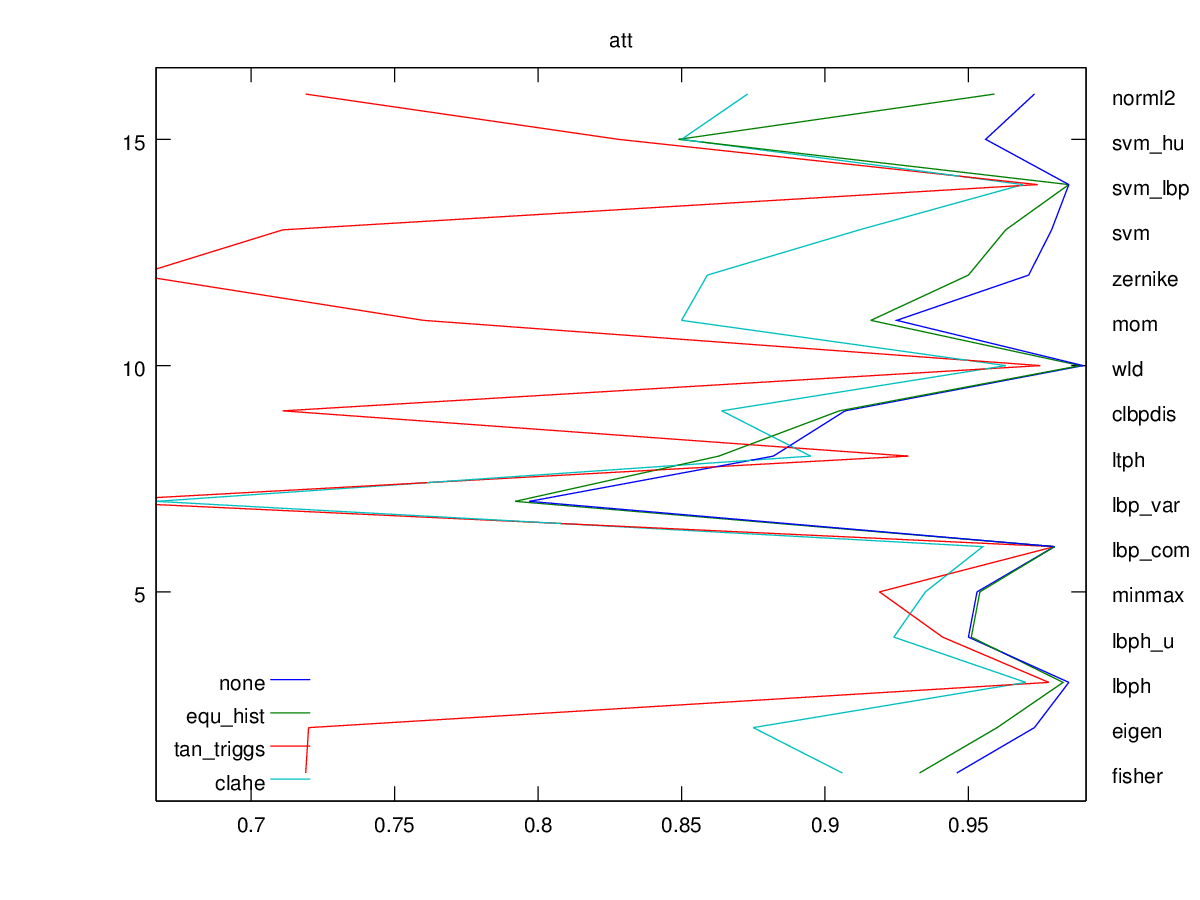 att
norml2
15
svm_hu
svm_lbp
svm
zernike
mom
10
wld
clbpdis
ltph
lbp_var
lbp_com
5
minmax
lbph_u
none
lbph
equ_hist
eigen
tan_triggs
clahe
fisher
0.7
0.75
0.8
0.85
0.9
0.95